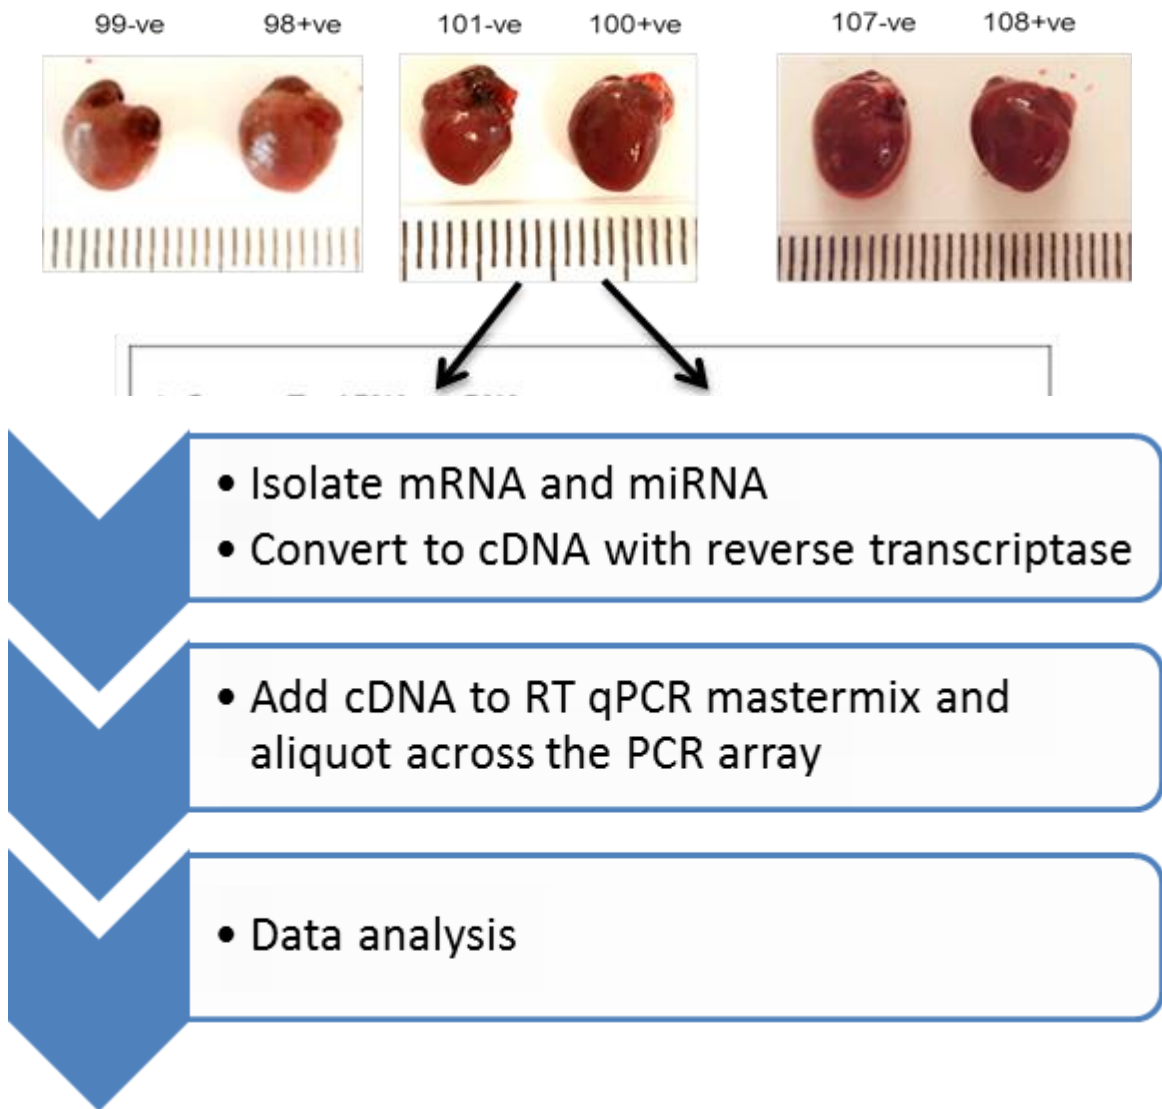 99-ve 98+ve 101-ve 100+ve 107-ve 108+ve
• Isolate mRNA and miRNA
• Convert to cDNA with reverse transcriptase
• Add cDNA to RT qPCR mastermix and
aliquot across the PCR array
• Data analysis